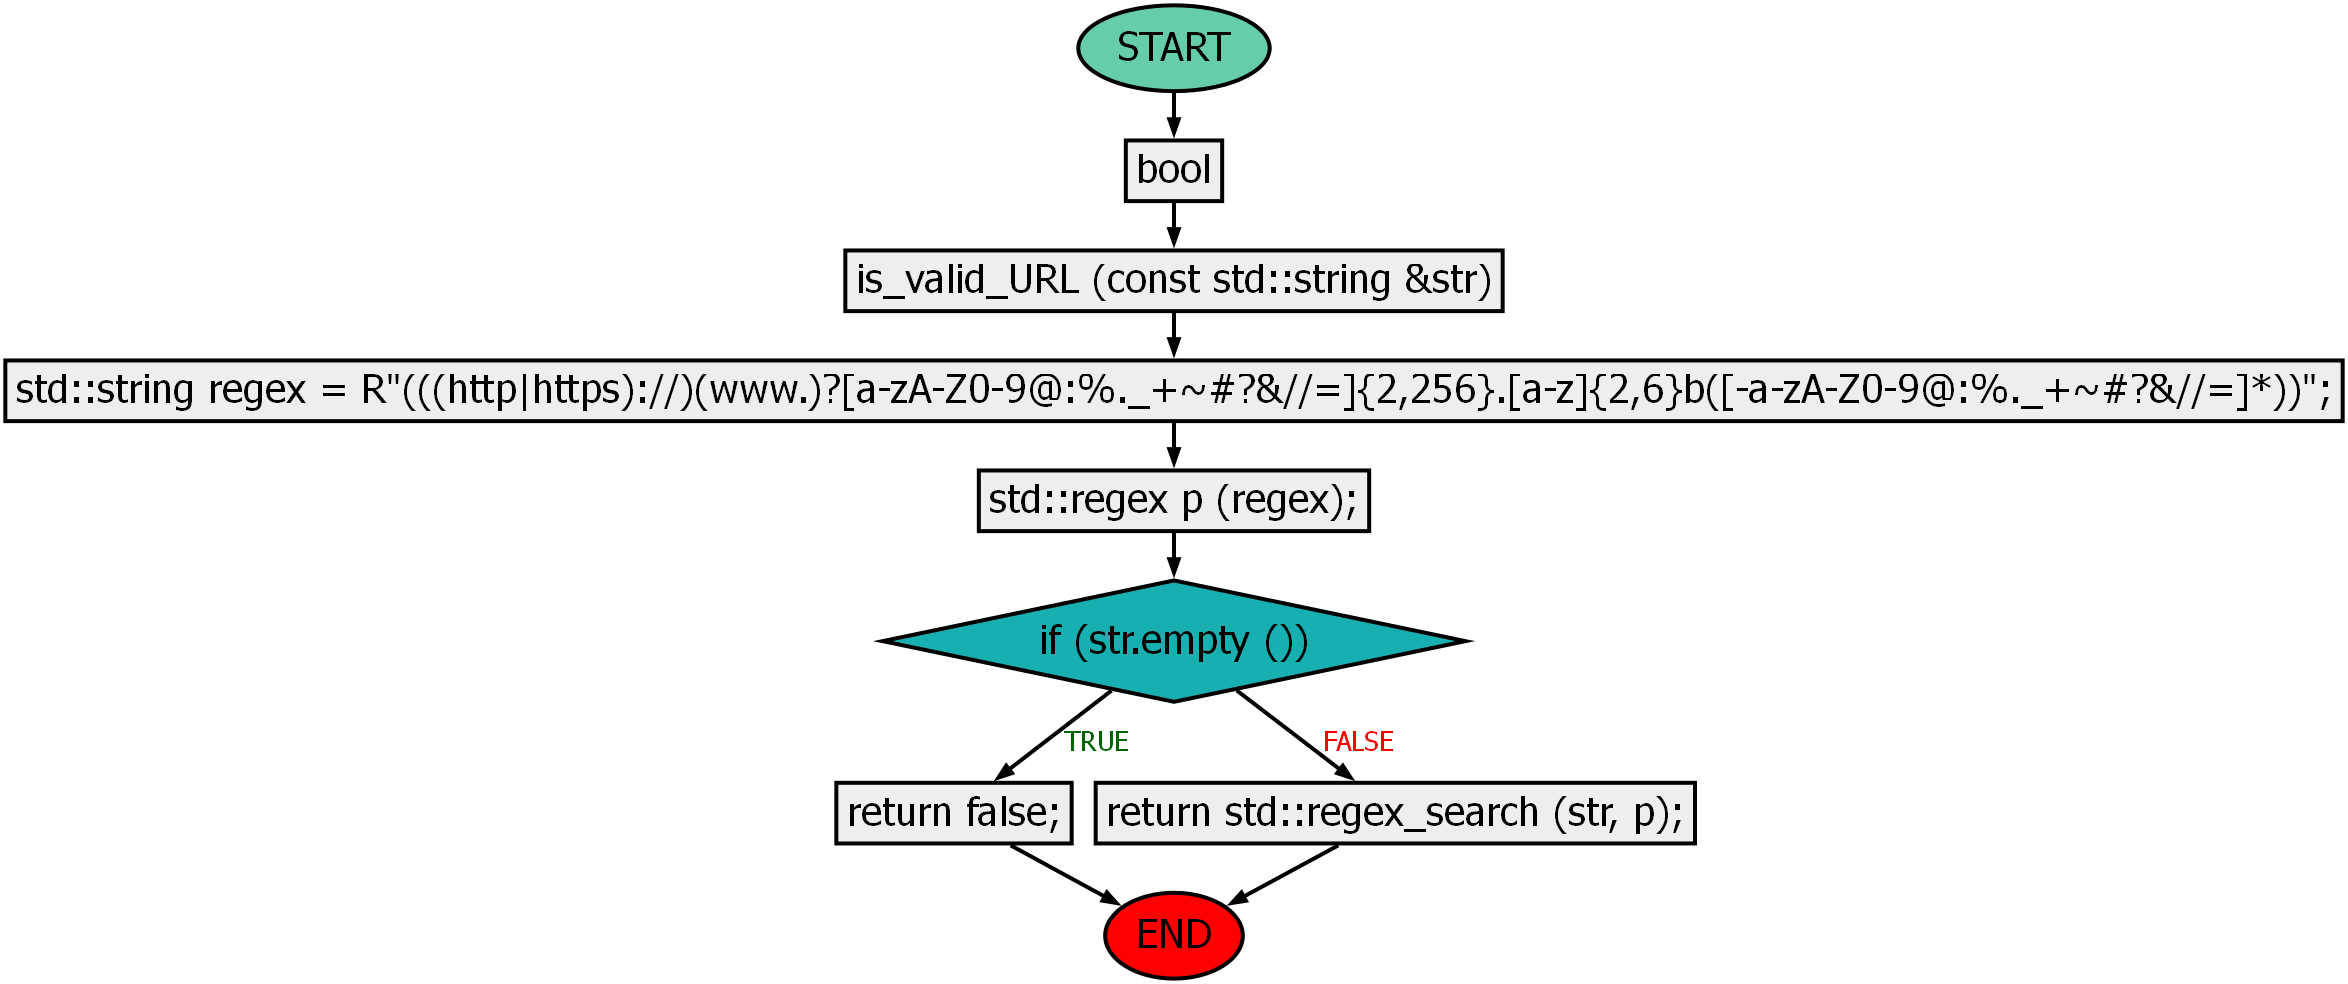 START
bool
is_valid_URL (const std::string &str)
std::string regex = R"(((http|https)://)(www.)?[a-zA-Z0-9@:%._+~#?&//=]{2,256}.[a-z]{2,6}b([-a-zA-Z0-9@:%._+~#?&//=]*))";
std::regex p (regex);
if (str.empty ())
TRUE
FALSE
return false;
return std::regex_search (str, p);
END